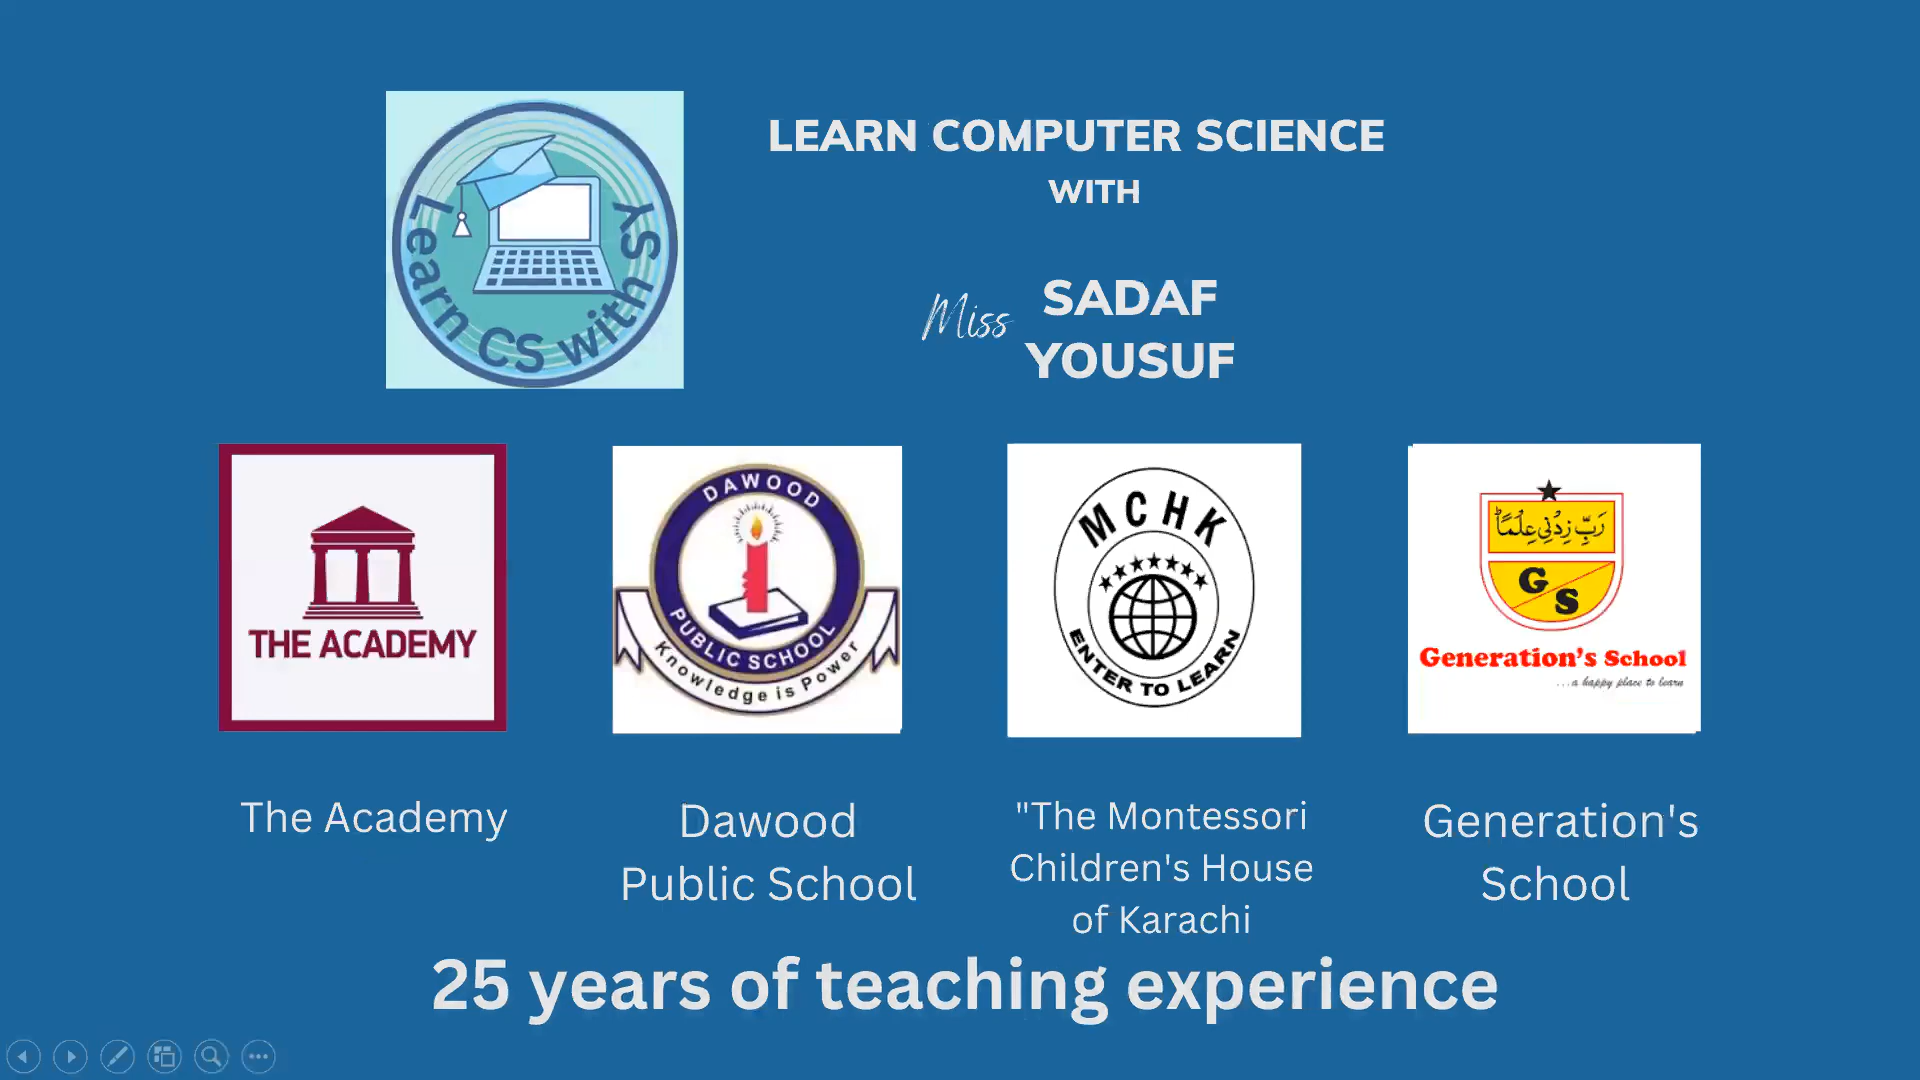 Learn CS with SY
LEARN COMPUTER SCIENCE
WITH
Miss SADAF
YOUSUF
THE ACADEMY
DAWOOD
PUBLIC SCHOOL
Knowledge is Power
MCHK
ENTER TO LEARN
رَبِّ زِدْنِي عِلْمًا
G
S
Generation's School
...a happy place to learn
The Academy
Dawood
Public School
"The Montessori
Children's House
of Karachi
Generation's
School
25 years of teaching experience